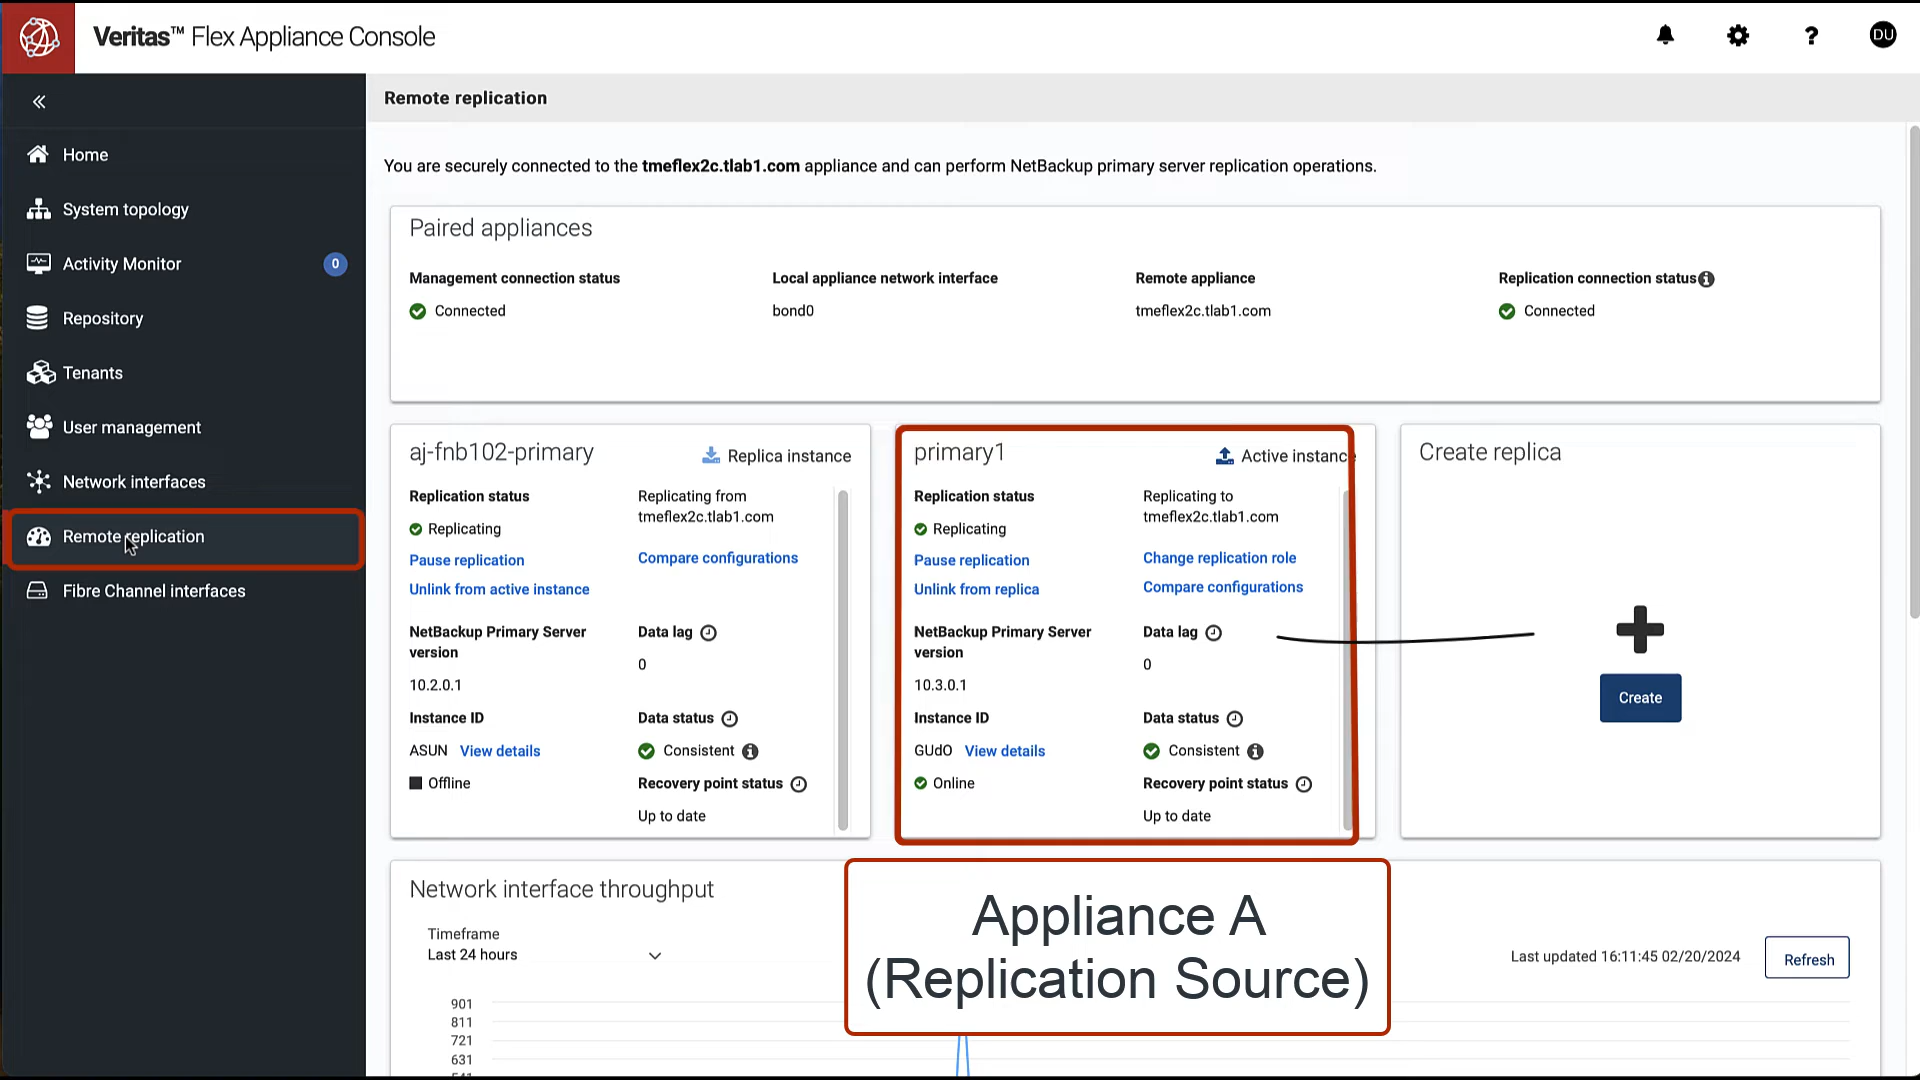 Veritas™ Flex Appliance Console
DU
Remote replication
Home
System topology
Activity Monitor 0
Repository
Tenants
User management
Network interfaces
Remote replication
Fibre Channel interfaces
You are securely connected to the tmeflex2c.tlab1.com appliance and can perform NetBackup primary server replication operations.
Paired appliances
Management connection status
Connected
Local appliance network interface
bond0
Remote appliance
tmeflex2c.tlab1.com
Replication connection status
Connected
aj-fnb102-primary
Replica instance
Replication status
Replicating
Pause replication
Unlink from active instance
Replicating from
tmeflex2c.tlab1.com
Compare configurations
NetBackup Primary Server
version
10.2.0.1
Data lag
0
Instance ID
ASUN View details
Offline
Data status
Consistent
Recovery point status
Up to date
primary1
Active instance
Replication status
Replicating
Pause replication
Unlink from replica
Replicating to
tmeflex2c.tlab1.com
Change replication role
Compare configurations
NetBackup Primary Server
version
10.3.0.1
Data lag
0
Instance ID
GUdO View details
Online
Data status
Consistent
Recovery point status
Up to date
Create replica
Create
Network interface throughput
Timeframe
Last 24 hours
Appliance A
(Replication Source)
Last updated 16:11:45 02/20/2024
Refresh
901
811
721
631